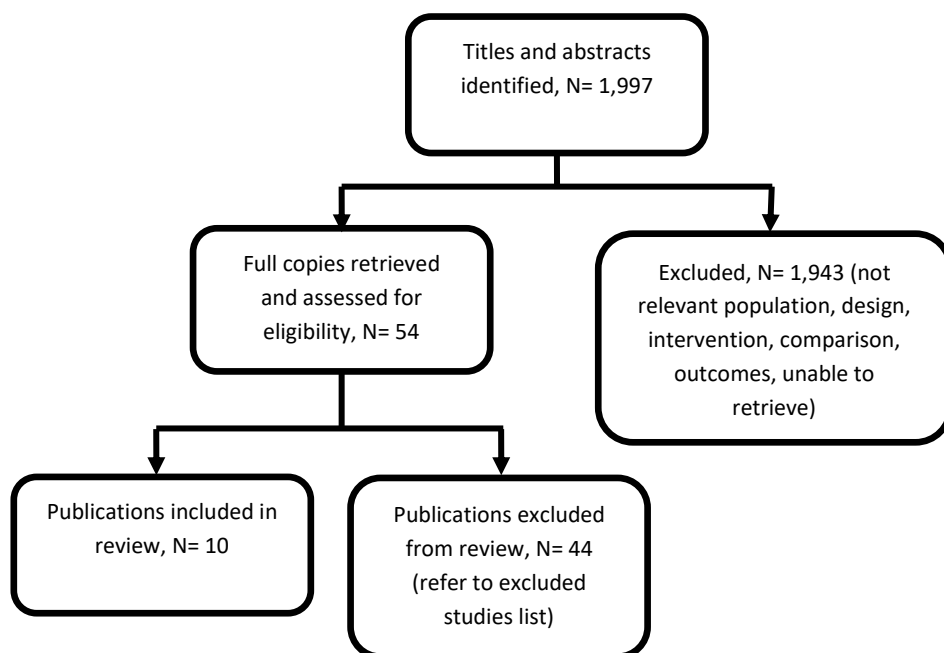 Titles and abstracts
identified, N= 1,997
Full copies retrieved
and assessed for
eligibility, N= 54
Excluded, N= 1,943 (not
relevant population, design,
intervention, comparison,
outcomes, unable to
retrieve)
Publications included in
review, N= 10
Publications excluded
from review, N= 44
(refer to excluded
studies list)